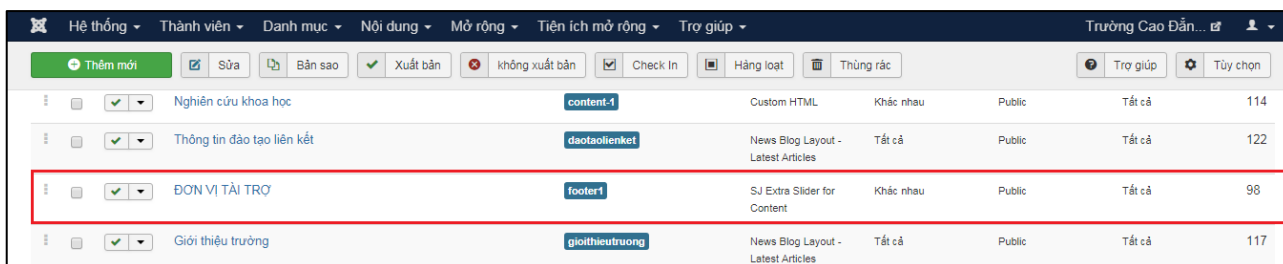 Hệ thống Thành viên Danh mục Nội dung Mở rộng Tiện ích mở rộng Trợ giúp Trường Cao Đẳn...
Thêm mới Sửa Bản sao Xuất bản không xuất bản Check In Hàng loạt Thùng rác Trợ giúp Tùy chọn
Nghiên cứu khoa học content-1 Custom HTML Khác nhau Public Tất cả 114
Thông tin đào tạo liên kết daotaolienket News Blog Layout - Tất cả Public Tất cả 122
Latest Articles
ĐƠN VỊ TÀI TRỢ footer1 SJ Extra Slider for Khác nhau Public Tất cả 98
Content
Giới thiệu trường gioithieutruong News Blog Layout - Tất cả Public Tất cả 117
Latest Articles